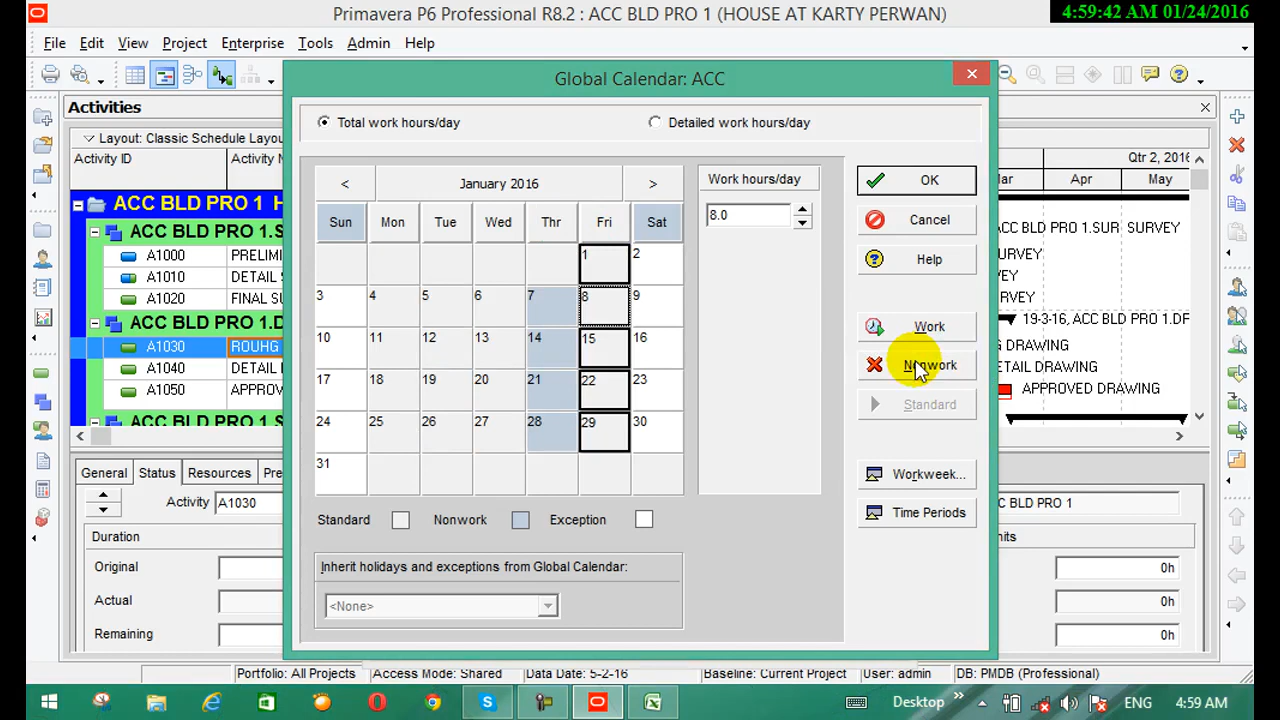 Primavera P6 Professional R8.2 : ACC BLD PRO 1 (HOUSE AT KARTY PERWAN)
4:59:42 AM 01/24/2016
File Edit View Project Enterprise Tools Admin Help
Activities
Global Calendar: ACC
Layout: Classic Schedule Layou
Activity ID Activity N
Total work hours/day Detailed work hours/day
Qtr 2, 2016
Mar Apr May
< January 2016 >
Sun Mon Tue Wed Thr Fri Sat
1 2
3 4 5 6 7 8 9
10 11 12 13 14 15 16
17 18 19 20 21 22 23
24 25 26 27 28 29 30
31
Work hours/day
8.0
OK
Cancel
Help
Work
Nonwork
Standard
Workweek...
Time Periods
Standard Nonwork Exception
Inherit holidays and exceptions from Global Calendar:
<None>
ACC BLD PRO 1 H
ACC BLD PRO 1.SUR
A1000 PRELIMI
A1010 DETAIL S
A1020 FINAL SU
ACC BLD PRO 1.D
A1030 ROUHG
A1040 DETAIL
A1050 APPROV
ACC BLD PRO 1.S
CC BLD PRO 1.SUR SURVEY
URVEY
VEY
RVEY
19-3-16, ACC BLD PRO 1.DF
G DRAWING
ETAIL DRAWING
APPROVED DRAWING
General Status Resources Pre
Activity A1030
CC BLD PRO 1
Duration
nits
Original 0h
Actual 0h
Remaining 0h
Portfolio: All Projects Access Mode: Shared Data Date: 5-2-16 Baseline: Current Project User: admin DB: PMDB (Professional)
Desktop ENG 4:59 AM